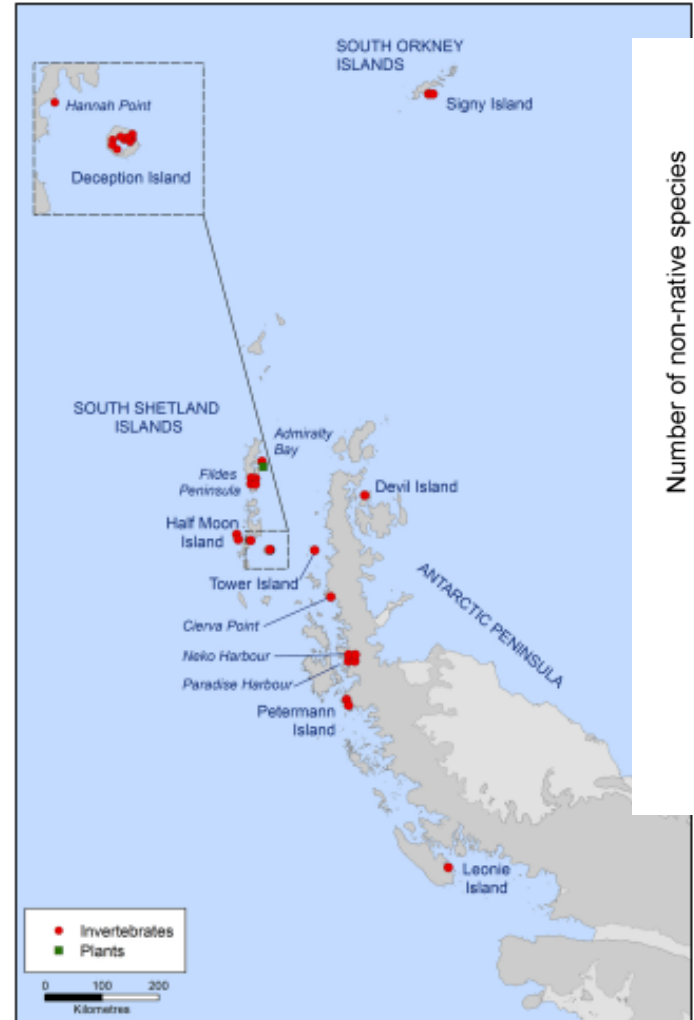 SOUTH ORKNEY
ISLANDS
Signy Island
Hannah Point
Deception Island
Number of non-native species
SOUTH SHETLAND
ISLANDS
Admiralty
Bay
Fildes
Peninsula
Devil Island
Half Moon
Island
Tower Island
ANTARCTIC PENINSULA
Cierva Point
Neko Harbour
Paradise Harbour
Petermann
Island
Leonie
Island
Invertebrates
Plants
0 100 200
Kilometres